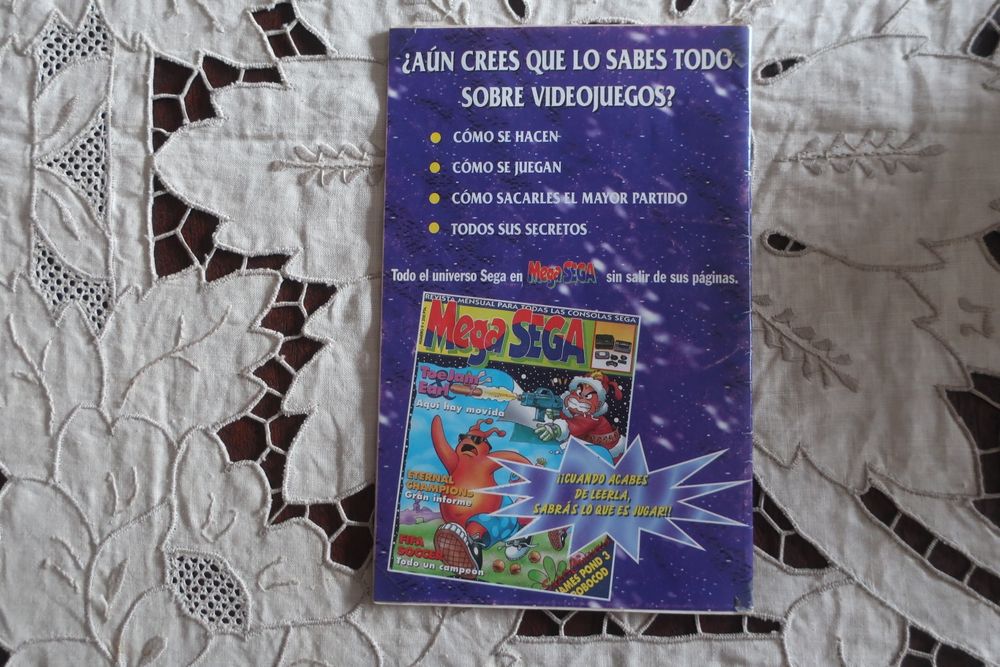 ¿AÚN CREES QUE LO SABES TODO
SOBRE VIDEOJUEGOS?
CÓMO SE HACEN
CÓMO SE JUEGAN
CÓMO SACARLES EL MAYOR PARTIDO
TODOS SUS SECRETOS
Todo el universo Sega en Mega SEGA sin salir de sus páginas.
REVISTA MENSUAL PARA TODAS LAS CONSOLAS SEGA
Mega SEGA
ToeJam
Earl
Aquí hay movida
ETERNAL
CHAMPIONS
Gran informe
FIFA
SOCCER
Todo un campeón
¡¡CUANDO ACABES
DE LEERLA,
SABRÁS LO QUE ES JUGAR!!
JAMES POND 3
ROBOCOD